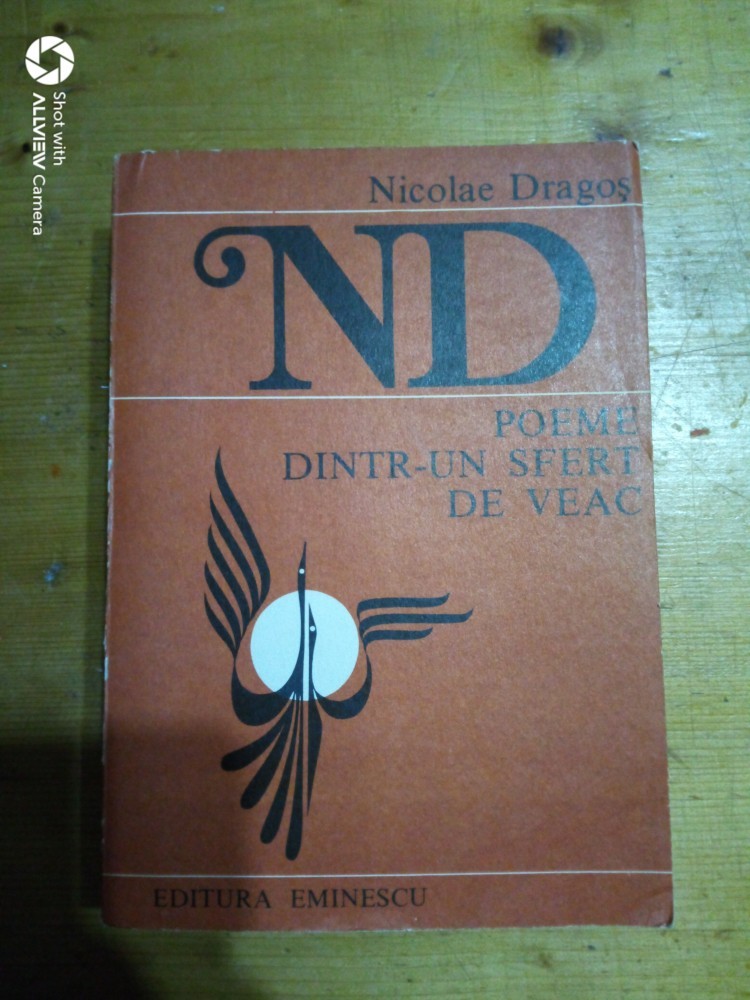 Shot with
ALLVIEW Camera
Nicolae Dragoş
ND
POEME
DINTR-UN SFERT
DE VEAC
EDITURA EMINESCU